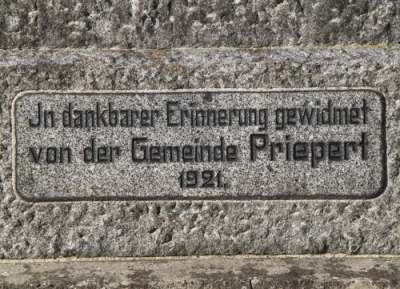 Jn dankbarer Erinnerung gewidmet
von der Gemeinde Priepert
1921.